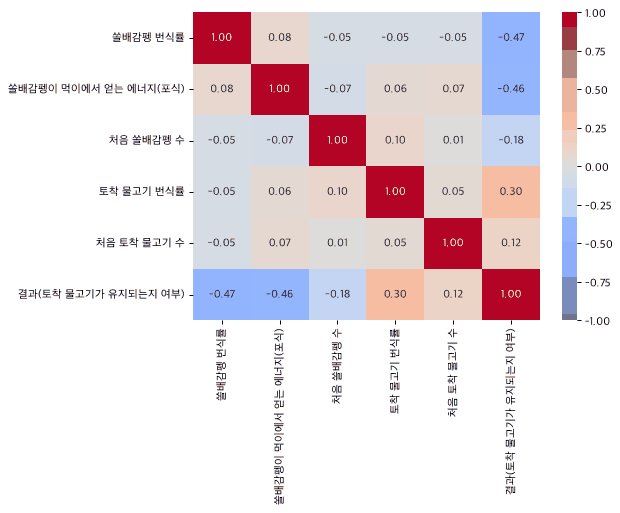 쏠배감펭 번식률 1.00 0.08 −0.05 −0.05 −0.05 −0.47
쏠배감펭이 먹이에서 얻는 에너지(포식) 0.08 1.00 −0.07 0.06 0.07 −0.46
처음 쏠배감펭 수 −0.05 −0.07 1.00 0.10 0.01 −0.18
토착 물고기 번식률 −0.05 0.06 0.10 1.00 0.05 0.30
처음 토착 물고기 수 −0.05 0.07 0.01 0.05 1.00 0.12
결과(토착 물고기가 유지되는지 여부) −0.47 −0.46 −0.18 0.30 0.12 1.00
쏠배감펭 번식률
쏠배감펭이 먹이에서 얻는 에너지(포식)
처음 쏠배감펭 수
토착 물고기 번식률
처음 토착 물고기 수
결과(토착 물고기가 유지되는지 여부)
1.00
0.75
0.50
0.25
0.00
−0.25
−0.50
−0.75
−1.00